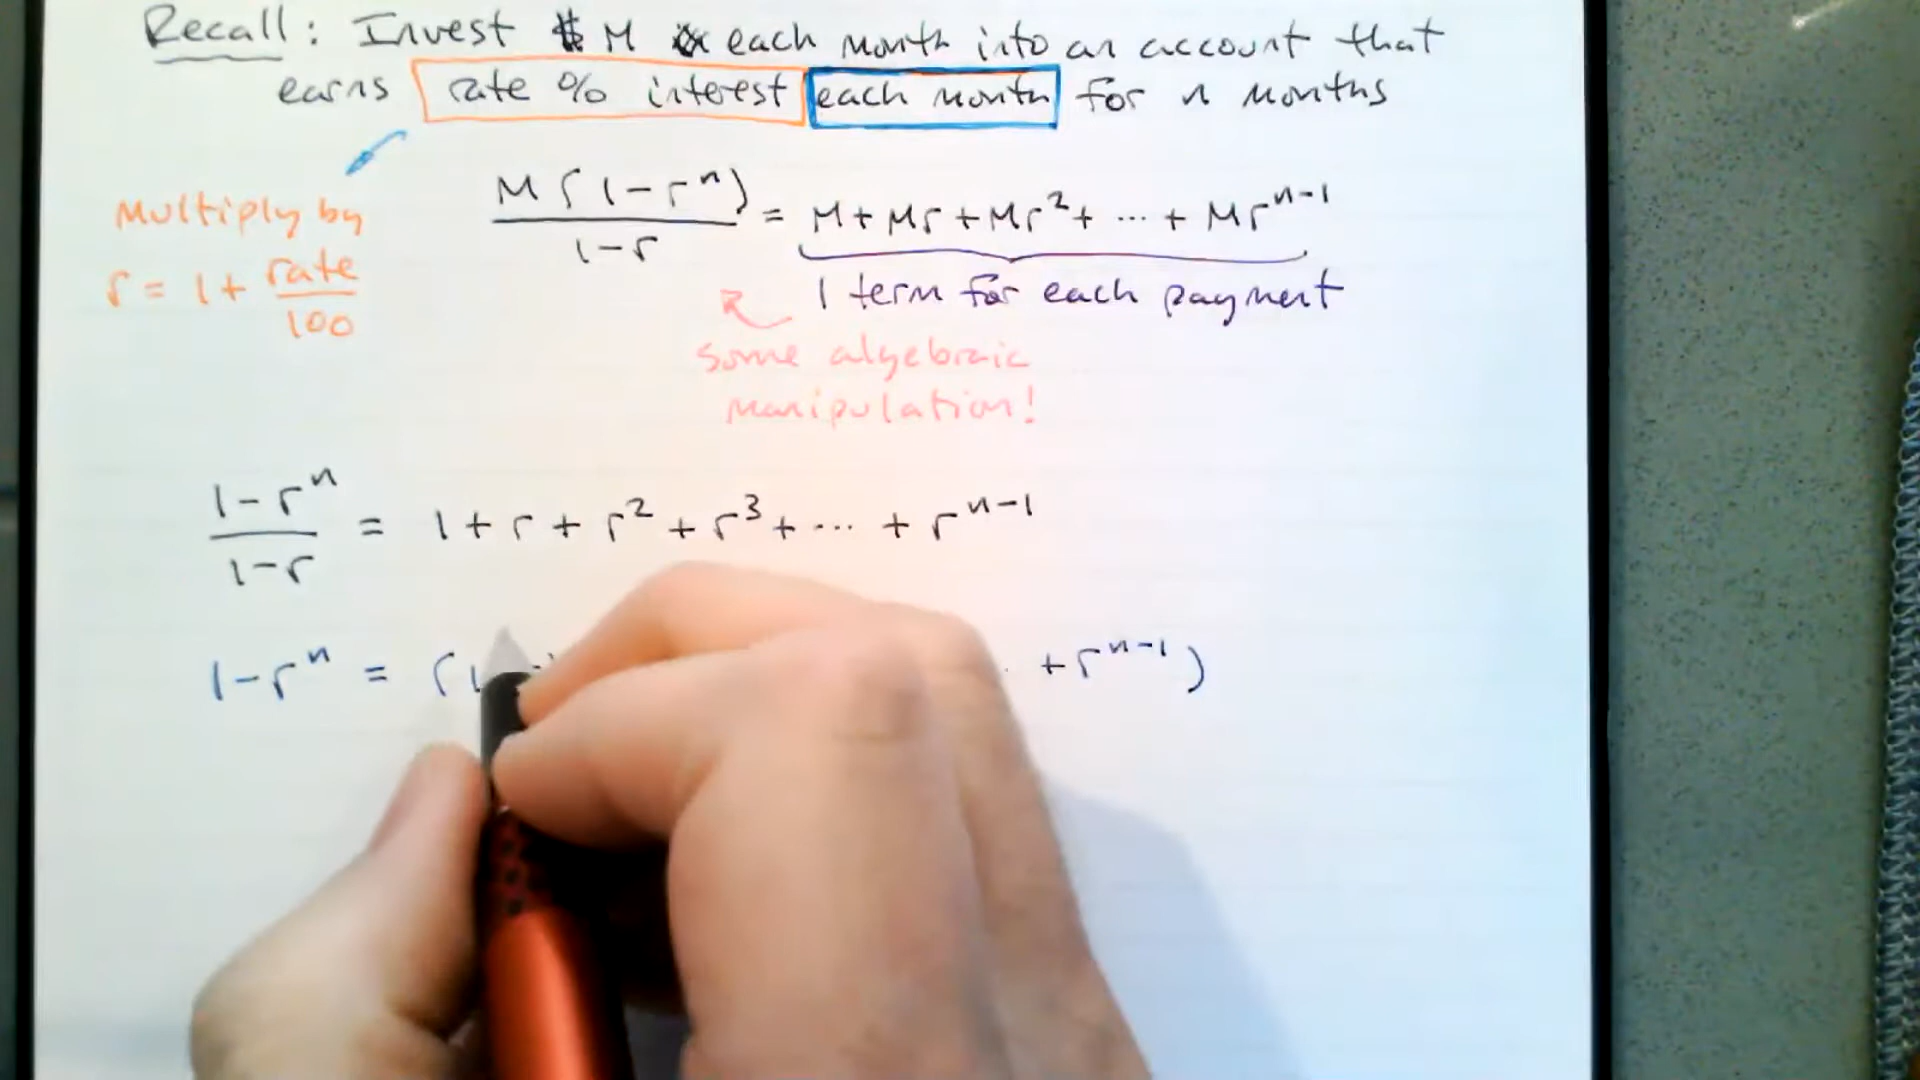 Recall: Invest $ M each month into an account that
earns rate % interest each month for n months
Multiply by
r = 1 + rate/100
M(1-r^n)/(1-r) = M + Mr + Mr^2 + ... + Mr^(n-1)
1 term for each payment
some algebraic
manipulation!
(1-r^n)/(1-r) = 1 + r + r^2 + r^3 + ... + r^(n-1)
1-r^n = (1 + r^(n-1))